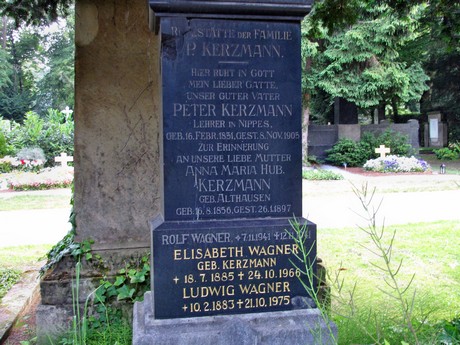 RUHESTÄTTE DER FAMILIE
P. KERZMANN.
HIER RUHT IN GOTT
MEIN LIEBER GATTE,
UNSER GUTER VATER
PETER KERZMANN
LEHRER IN NIPPES,
GEB. 16. FEBR. 1851, GEST. 8. NOV. 1905
ZUR ERINNERUNG
AN UNSERE LIEBE MUTTER
ANNA MARIA HUB.
KERZMANN
GEB. ALTHAUSEN
GEB. 16. 8. 1856, GEST. 26. 1.1897
ROLF WAGNER
ELISABETH WAGNER
GEB. KERZMANN
* 18. 7. 1885 + 24. 10. 1966
LUDWIG WAGNER
*10. 2. 1883 + 21. 10. 1975